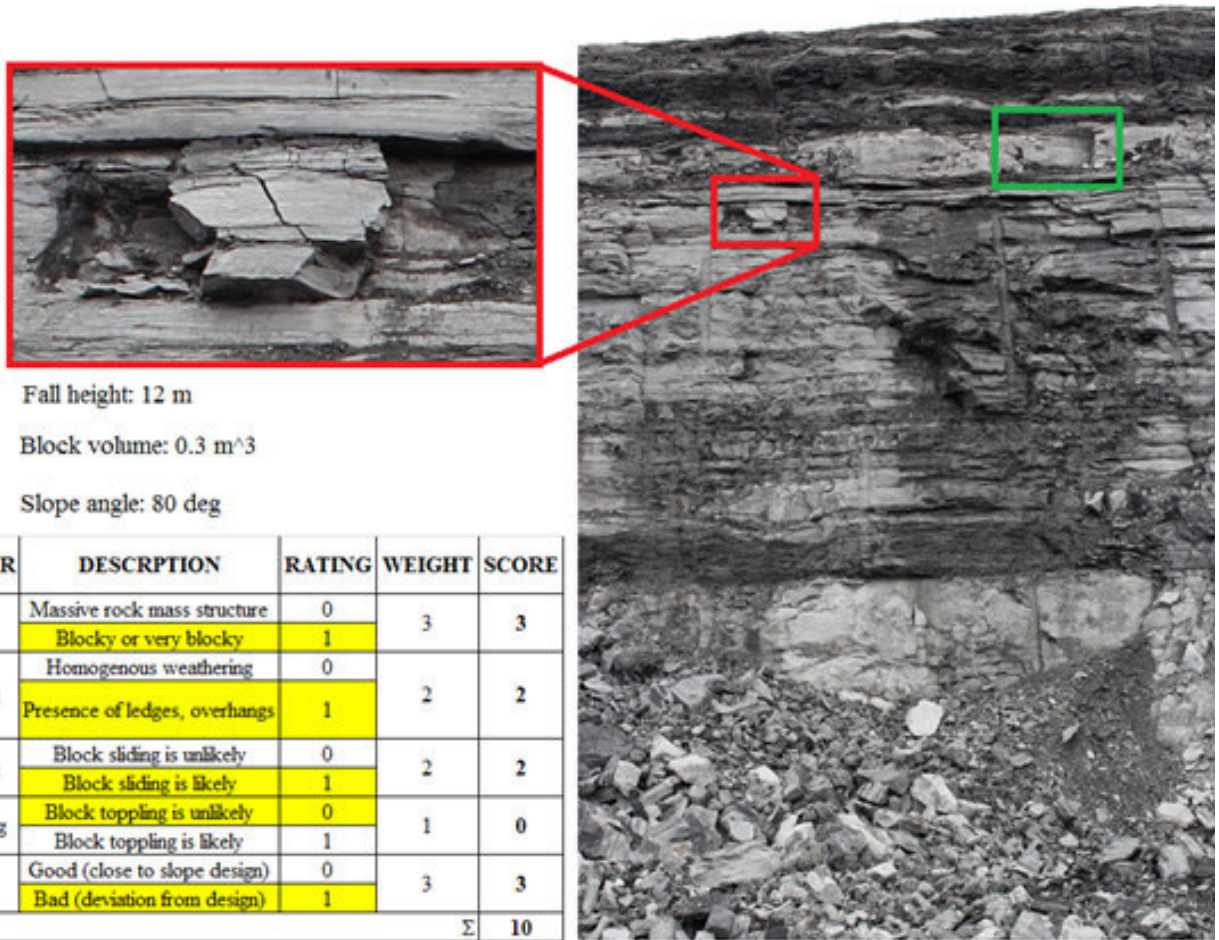 Fall height: 12 m
Block volume: 0.3 m^3
Slope angle: 80 deg
R DESCRPTION RATING WEIGHT SCORE
Massive rock mass structure 0 3 3
Blocky or very blocky 1
Homogenous weathering 0 2 2
Presence of ledges, overhangs 1
Block sliding is unlikely 0 2 2
Block sliding is likely 1
g Block toppling is unlikely 0 1 0
Block toppling is likely 1
Good (close to slope design) 0 3 3
Bad (deviation from design) 1
Σ 10